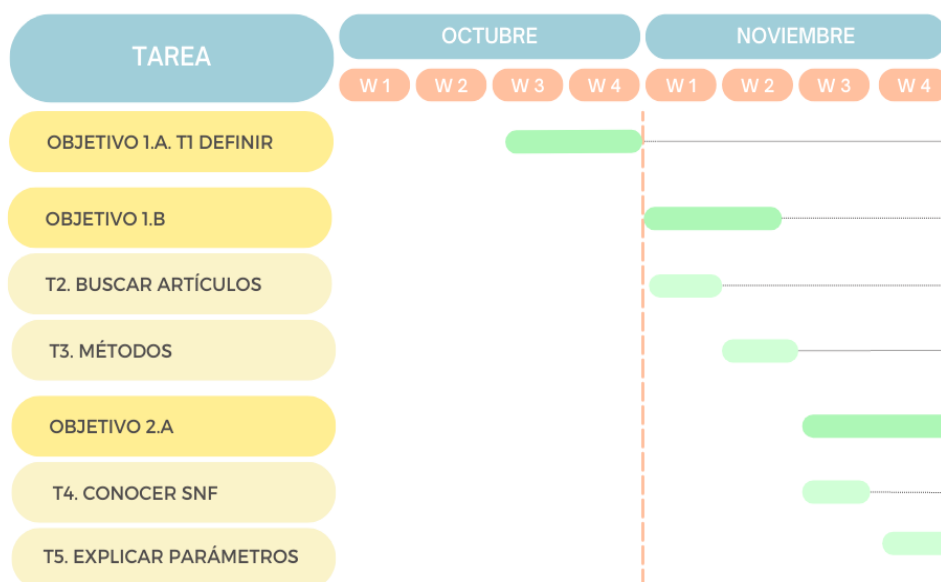 TAREA
OCTUBRE
NOVIEMBRE
W 1
W 2
W 3
W 4
W 1
W 2
W 3
W 4
OBJETIVO 1.A. T1 DEFINIR
OBJETIVO 1.B
T2. BUSCAR ARTÍCULOS
T3. MÉTODOS
OBJETIVO 2.A
T4. CONOCER SNF
T5. EXPLICAR PARÁMETROS